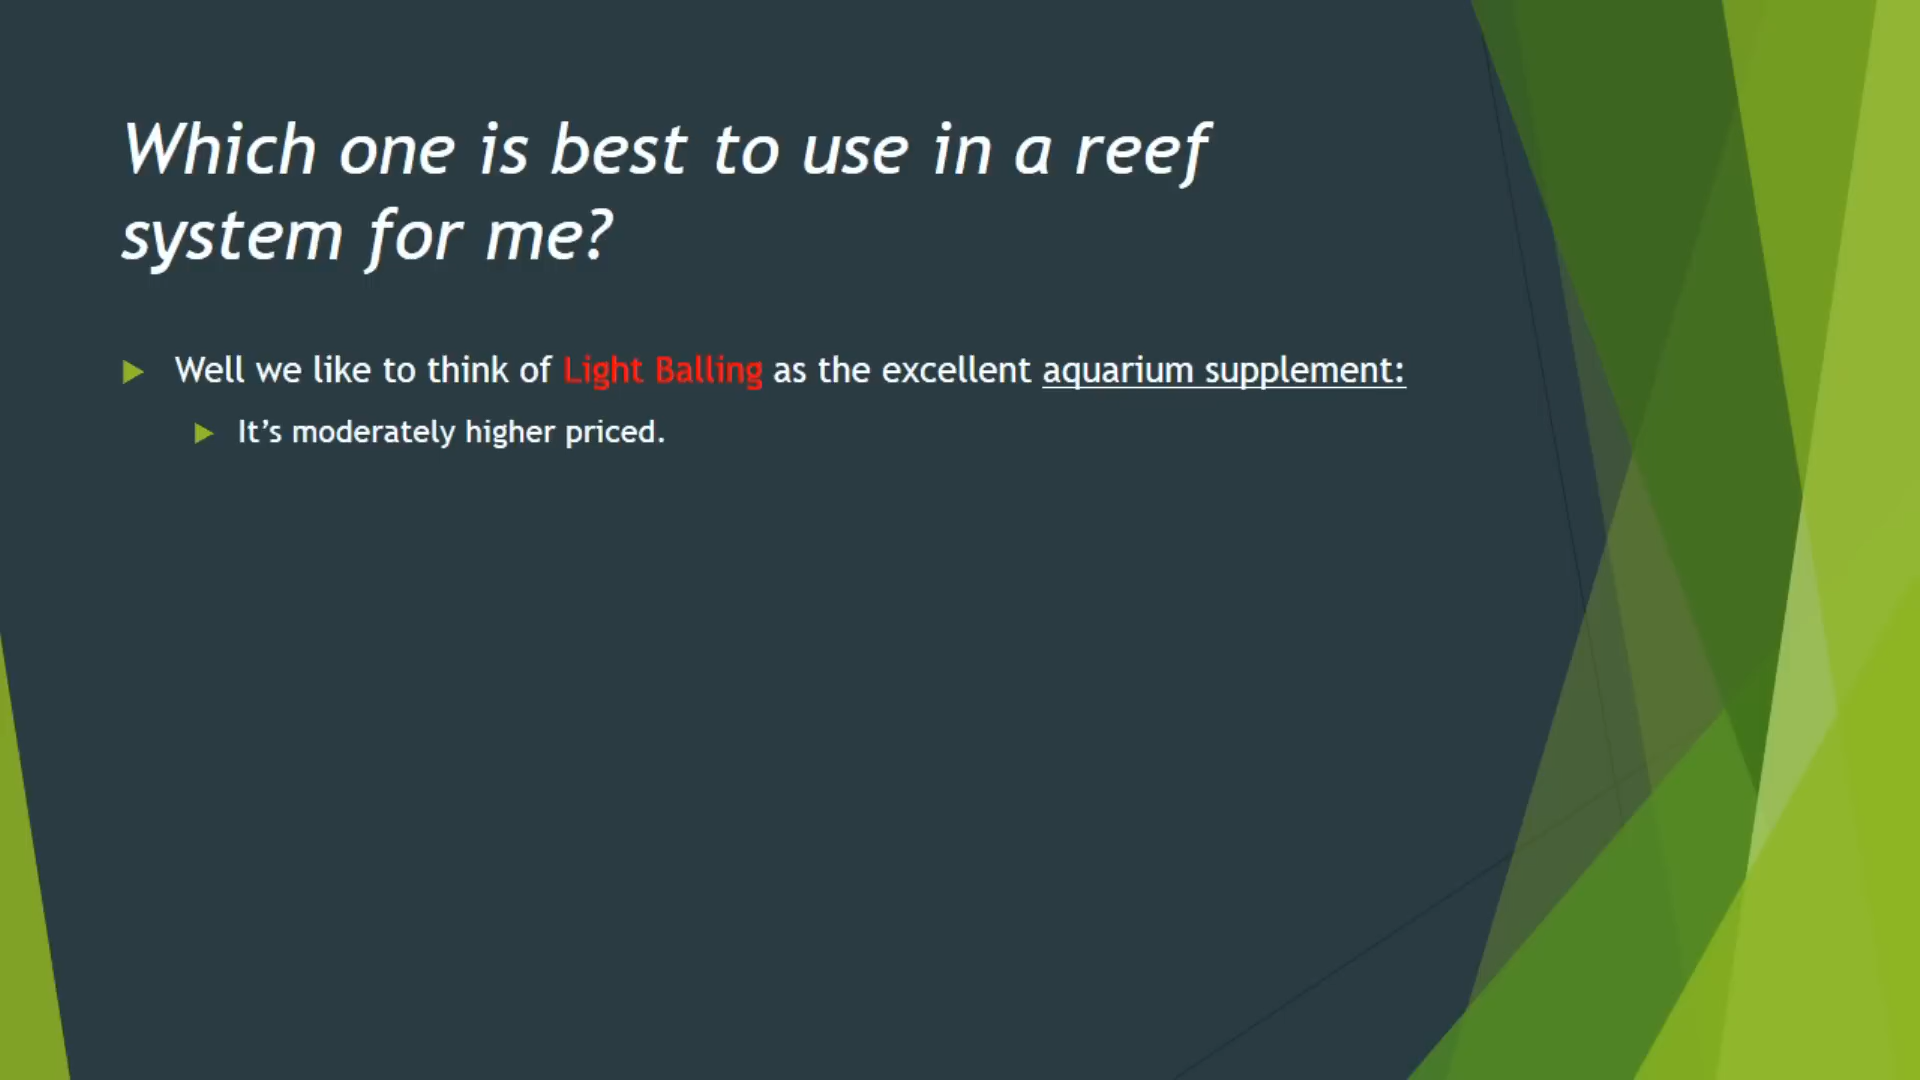 Which one is best to use in a reef
system for me?
Well we like to think of Light Balling as the excellent aquarium supplement:
It’s moderately higher priced.